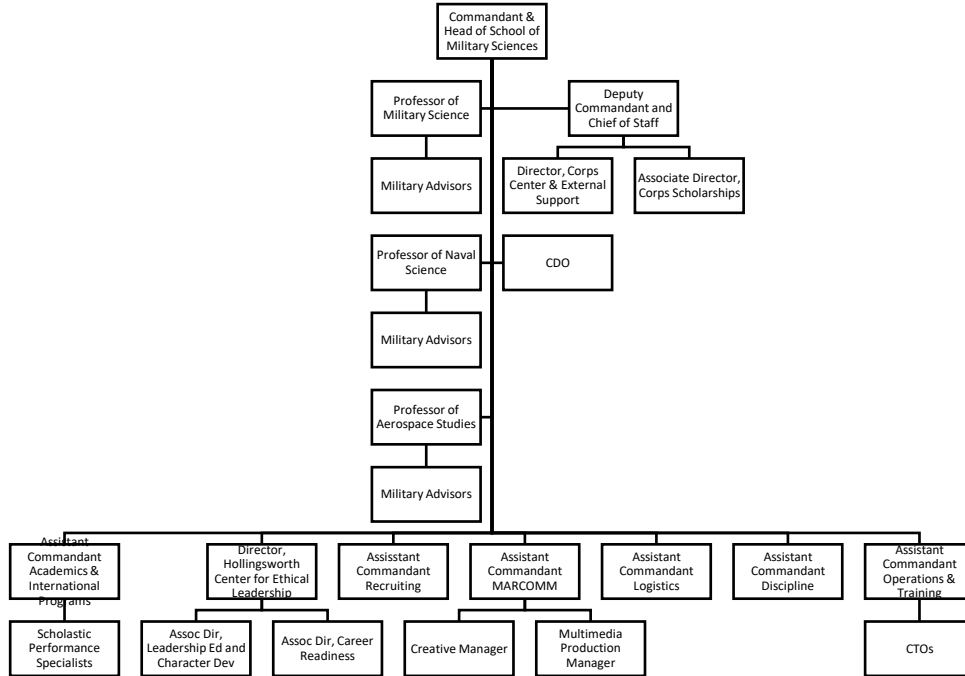 Commandant &
Head of School of
Military Sciences
Professor of
Military Science
Deputy
Commandant and
Chief of Staff
Military Advisors
Director, Corps
Center & External
Support
Associate Director,
Corps Scholarships
Professor of Naval
Science
CDO
Military Advisors
Professor of
Aerospace Studies
Military Advisors
Assistant
Commandant
Academics &
International
Programs
Director,
Hollingsworth
Center for Ethical
Leadership
Assisstant
Commandant
Recruiting
Assistant
Commandant
MARCOMM
Assistant
Commandant
Logistics
Assistant
Commandant
Discipline
Assistant
Commandant
Operations &
Training
Scholastic
Performance
Specialists
Assoc Dir,
Leadership Ed and
Character Dev
Assoc Dir, Career
Readiness
Creative Manager
Multimedia
Production
Manager
CTOs